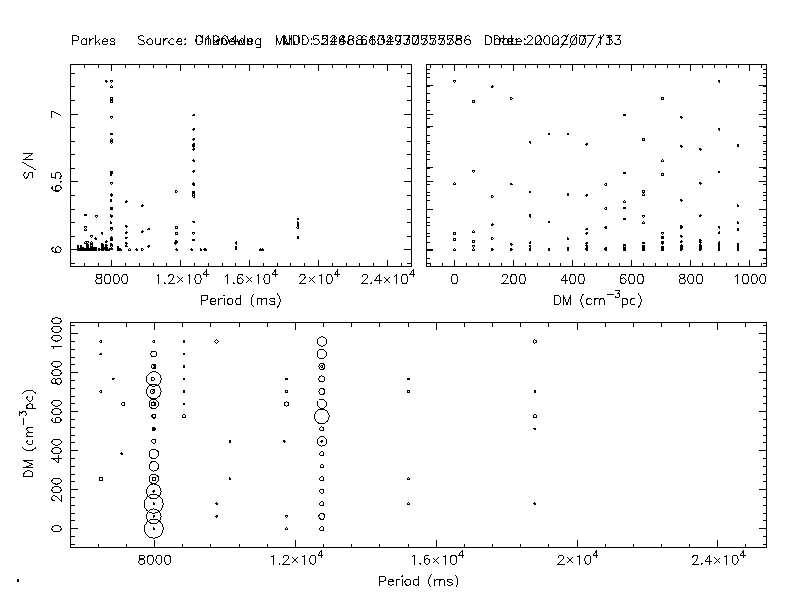 Parkes Source:
S/N
7
6.5
6
8000 1.2×10⁴ 1.6×10⁴ 2×10⁴ 2.4×10⁴
Period (ms)
0 200 400 600 800 1000
DM (cm⁻³pc)
DM (cm⁻³pc)
1000
800
600
400
200
0
8000 1.2×10⁴ 1.6×10⁴ 2×10⁴ 2.4×10⁴
Period (ms)